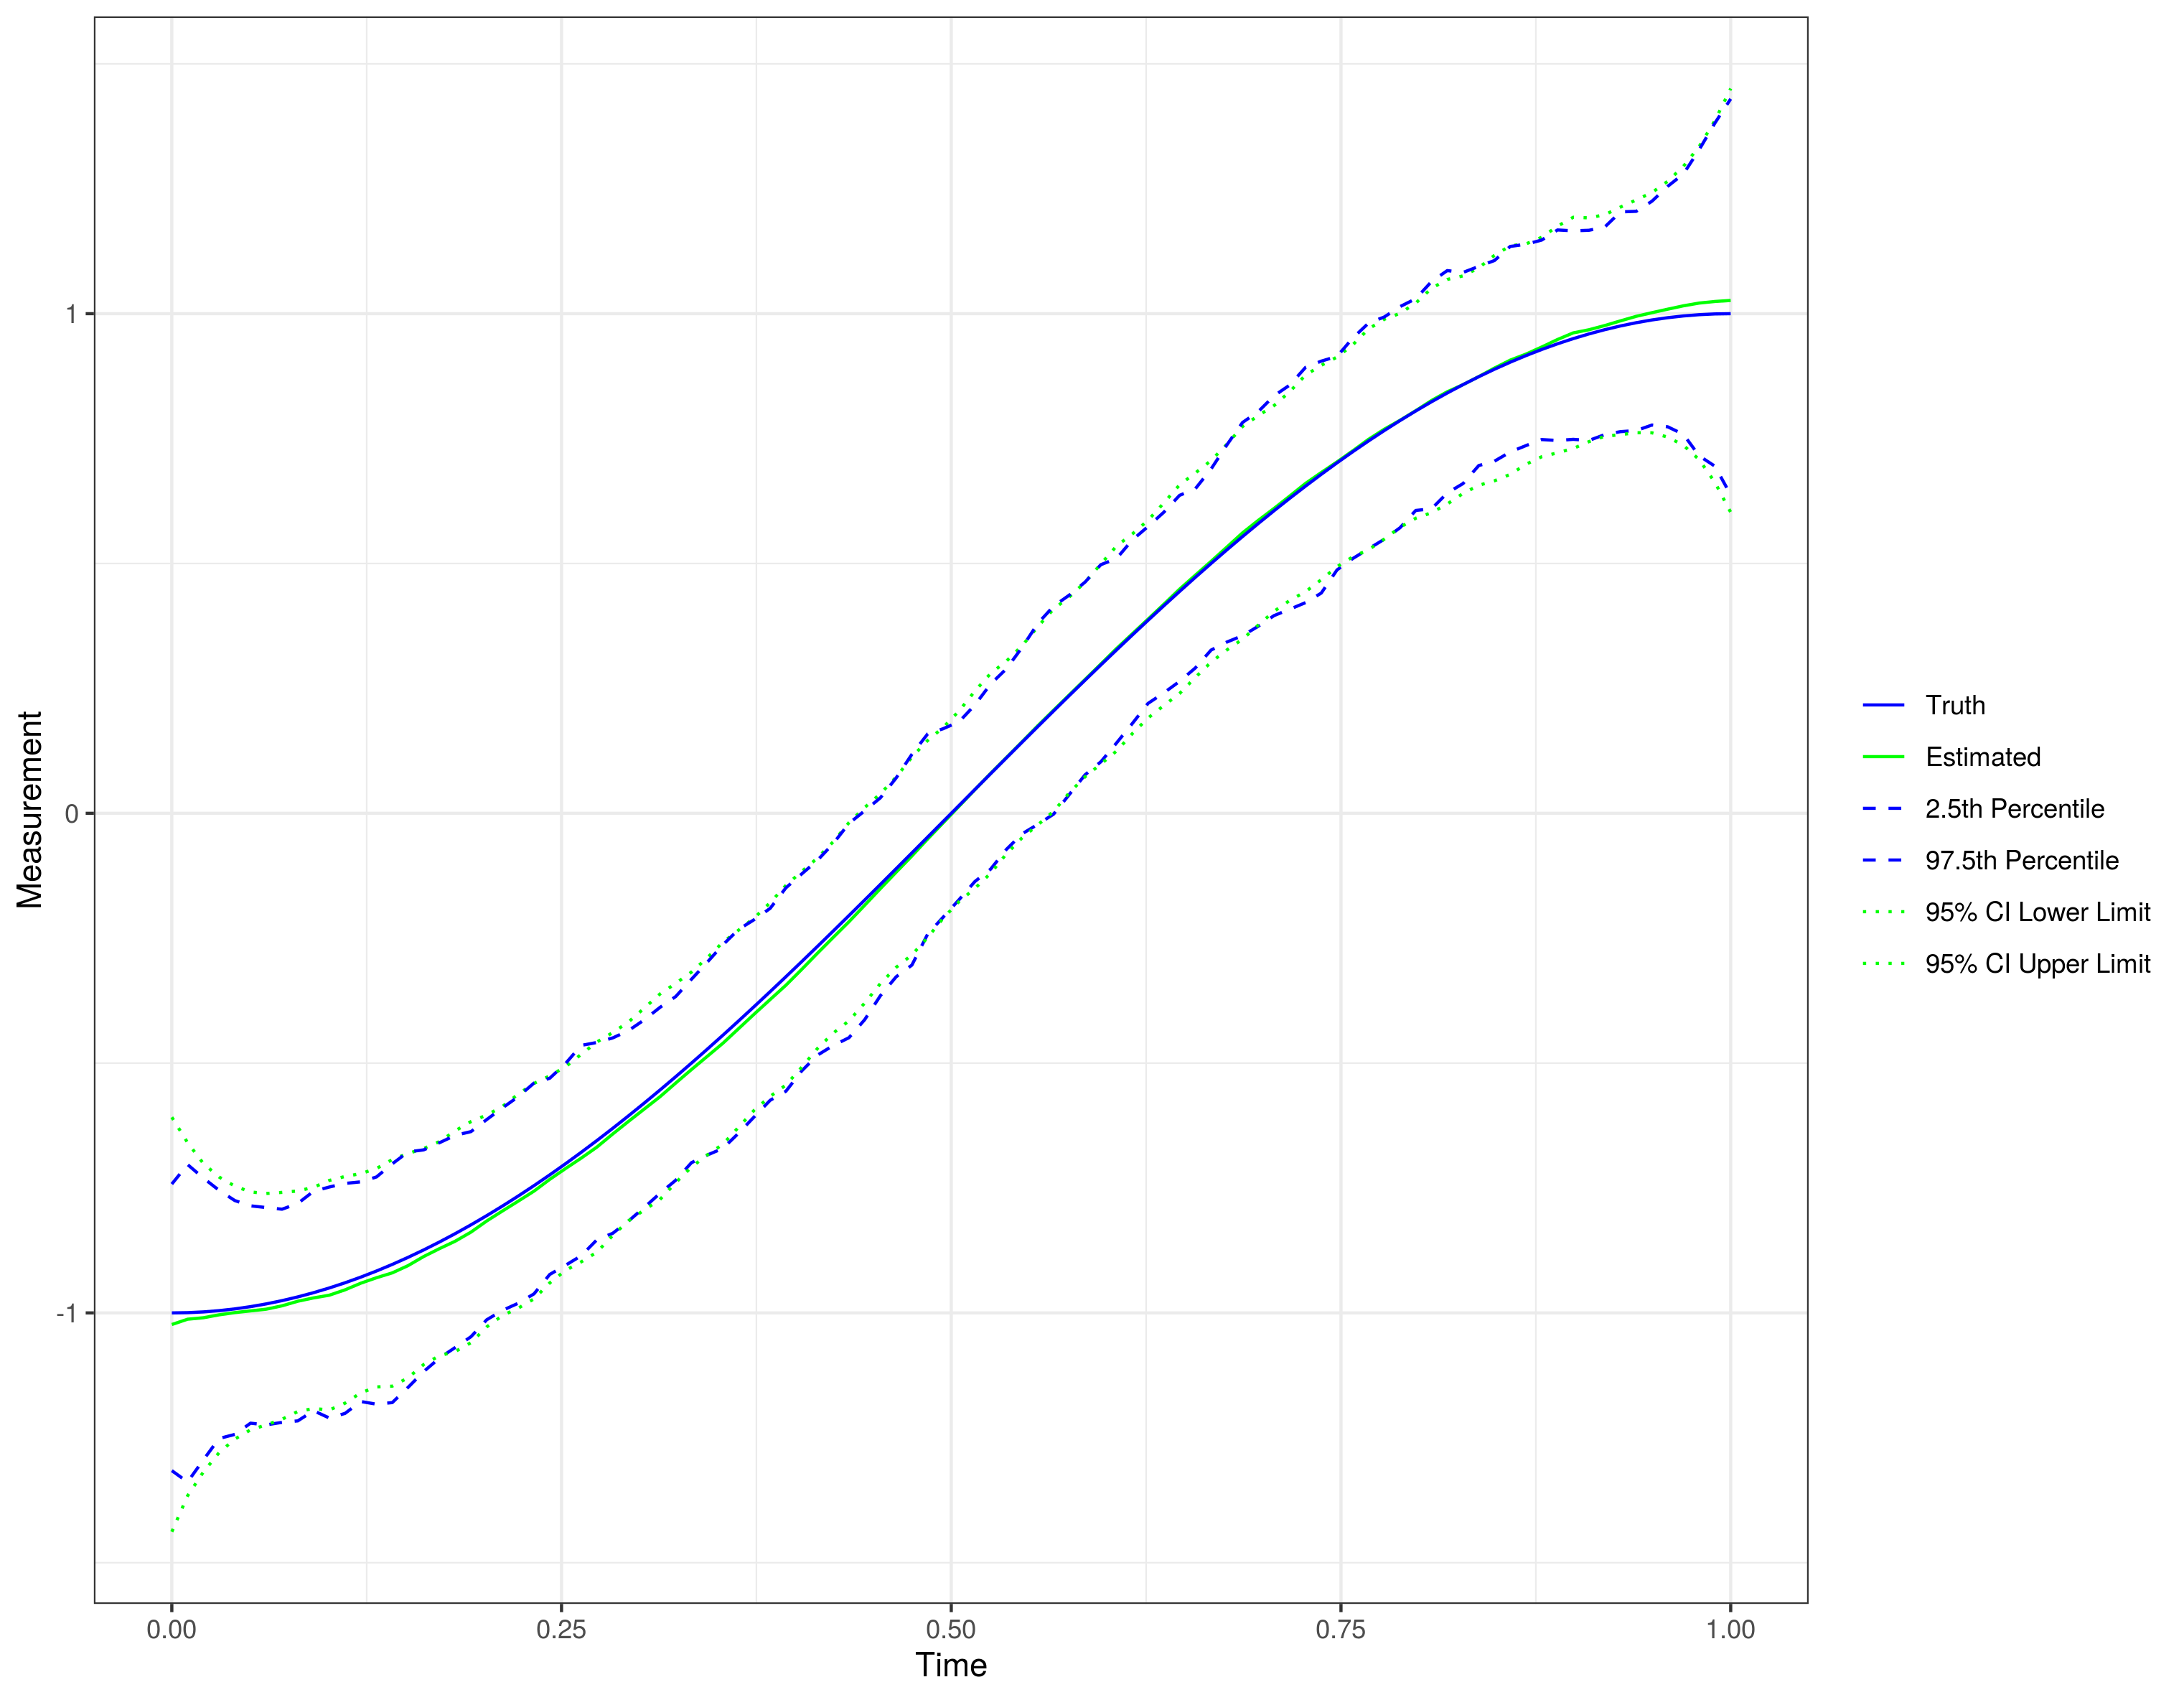 Measurement
1
0
-1
0.00
0.25
0.50
0.75
1.00
Time
Truth
Estimated
2.5th Percentile
97.5th Percentile
95% CI Lower Limit
95% CI Upper Limit